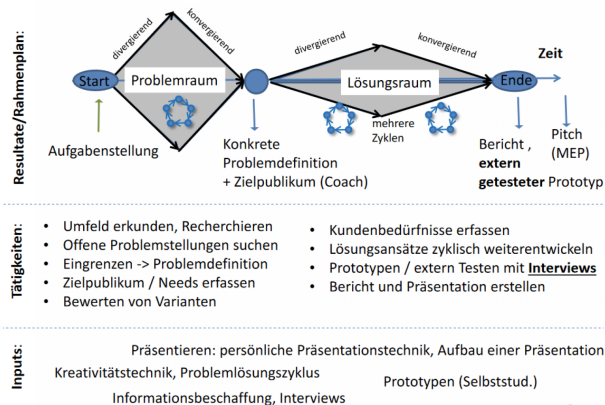 Resultate/Rahmenplan:
divergierend
konvergierend
divergierend
konvergierend
Zeit
Start
Problemraum
Lösungsraum
Ende
mehrere
Zyklen
Aufgabenstellung
Konkrete
Problemdefinition
+ Zielpublikum (Coach)
Bericht ,
extern
getesteter Prototyp
Pitch
(MEP)
Tätigkeiten:
• Umfeld erkunden, Recherchieren
• Offene Problemstellungen suchen
• Eingrenzen -> Problemdefinition
• Zielpublikum / Needs erfassen
• Bewerten von Varianten
• Kundenbedürfnisse erfassen
• Lösungsansätze zyklisch weiterentwickeln
• Prototypen / extern Testen mit Interviews
• Bericht und Präsentation erstellen
Inputs:
Präsentieren: persönliche Präsentationstechnik, Aufbau einer Präsentation
Kreativitätstechnik, Problemlösungszyklus
Prototypen (Selbststud.)
Informationsbeschaffung, Interviews